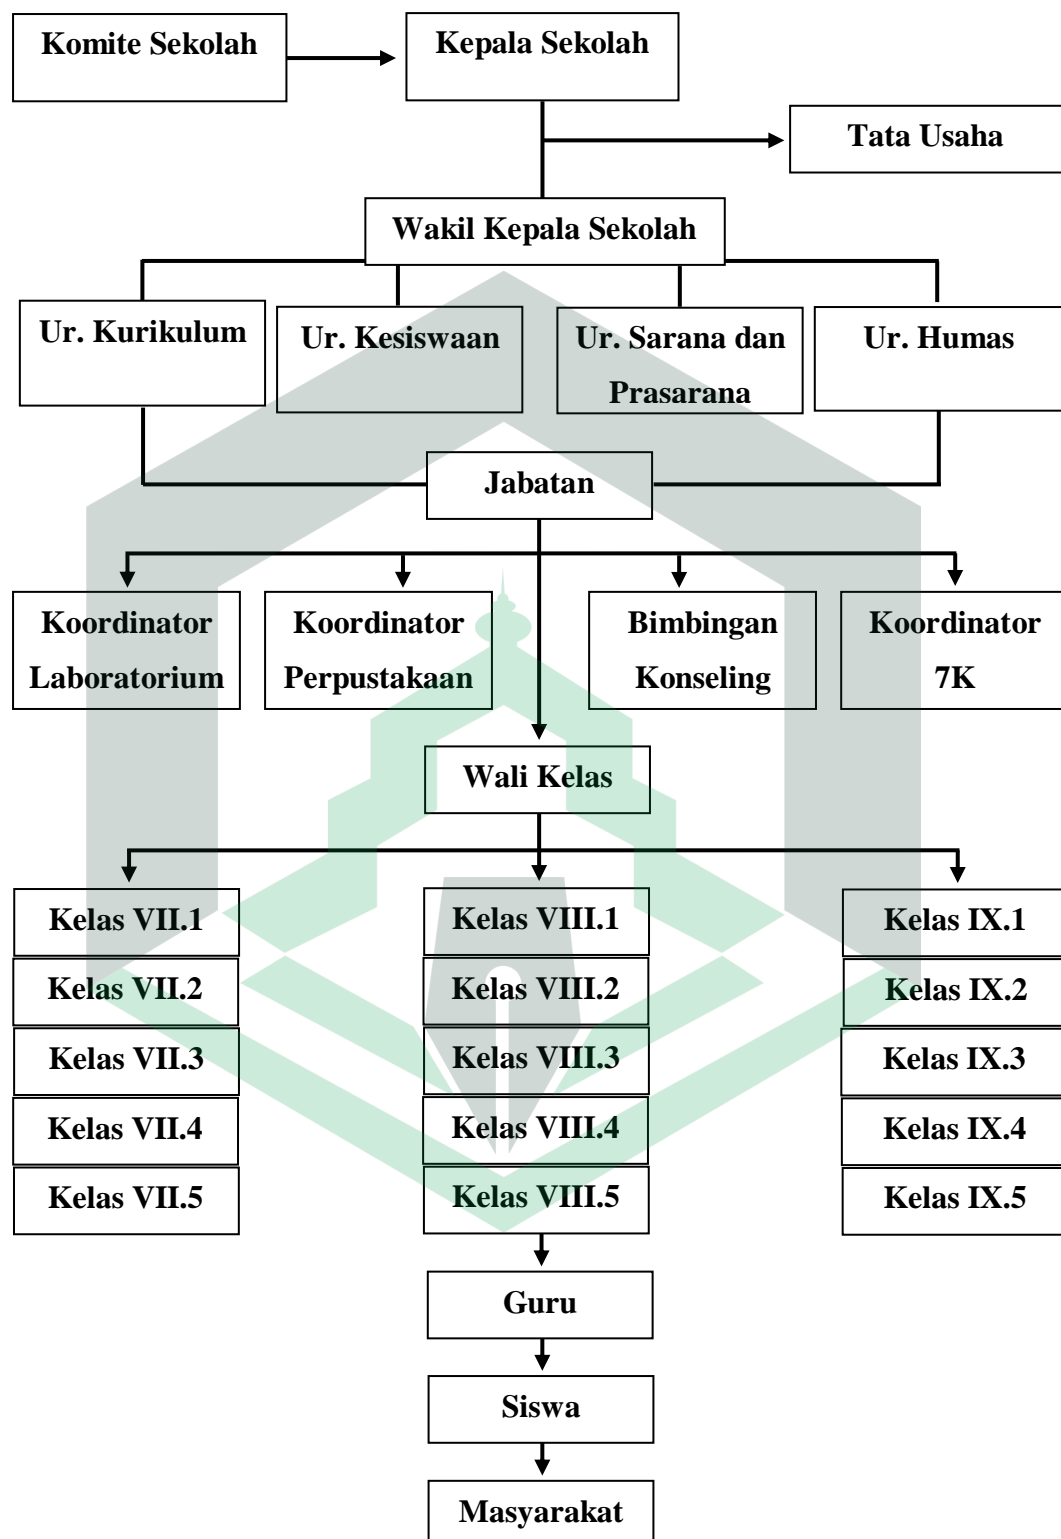 Komite Sekolah
Kepala Sekolah
Tata Usaha
Wakil Kepala Sekolah
Ur. Kurikulum
Ur. Kesiswaan
Ur. Sarana dan
Prasarana
Ur. Humas
Jabatan
Koordinator
Laboratorium
Koordinator
Perpustakaan
Bimbingan
Konseling
Koordinator
7K
Wali Kelas
Kelas VII.1
Kelas VII.2
Kelas VII.3
Kelas VII.4
Kelas VII.5
Kelas VIII.1
Kelas VIII.2
Kelas VIII.3
Kelas VIII.4
Kelas VIII.5
Kelas IX.1
Kelas IX.2
Kelas IX.3
Kelas IX.4
Kelas IX.5
Guru
Siswa
Masyarakat